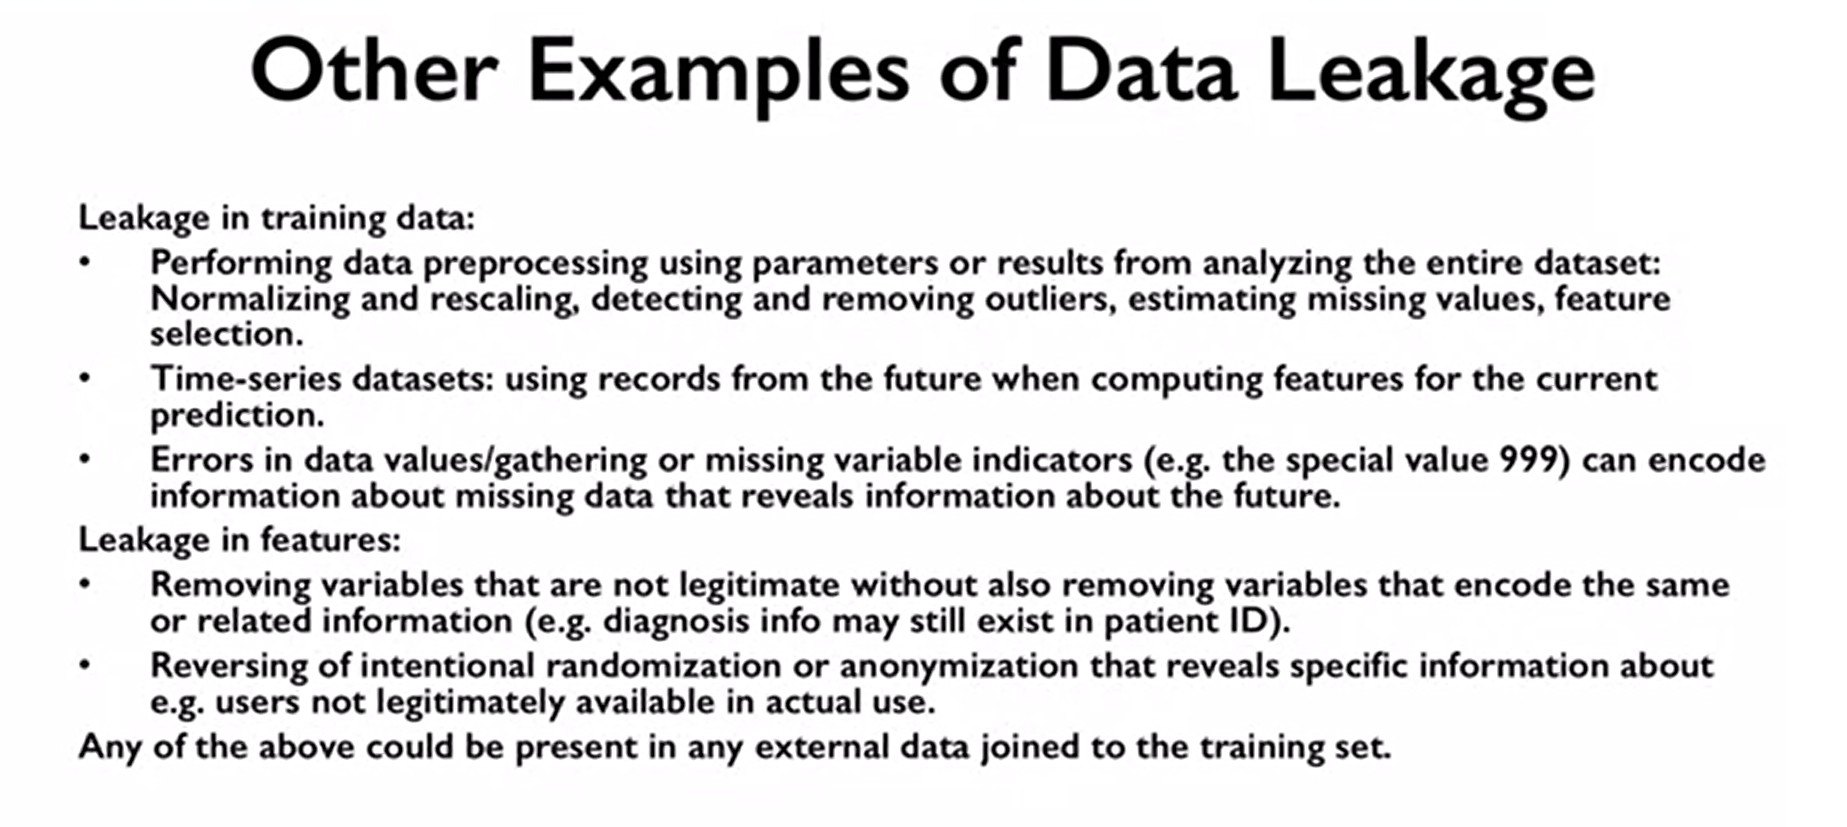 Other Examples of Data Leakage
Leakage in training data:
• Performing data preprocessing using parameters or results from analyzing the entire dataset:
Normalizing and rescaling, detecting and removing outliers, estimating missing values, feature
selection.
• Time-series datasets: using records from the future when computing features for the current
prediction.
• Errors in data values/gathering or missing variable indicators (e.g. the special value 999) can encode
information about missing data that reveals information about the future.
Leakage in features:
• Removing variables that are not legitimate without also removing variables that encode the same
or related information (e.g. diagnosis info may still exist in patient ID).
• Reversing of intentional randomization or anonymization that reveals specific information about
e.g. users not legitimately available in actual use.
Any of the above could be present in any external data joined to the training set.